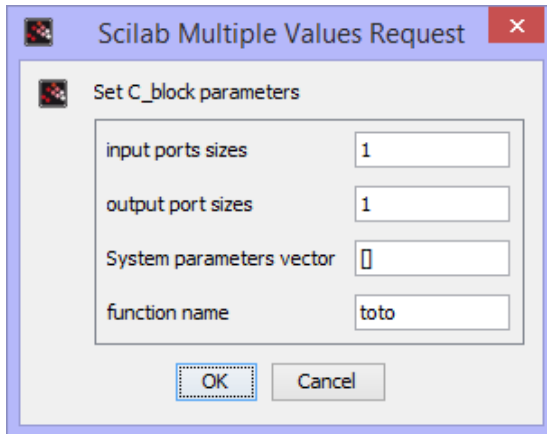 Scilab Multiple Values Request
Set C_block parameters
input ports sizes 1
output port sizes 1
System parameters vector []
function name toto
OK Cancel